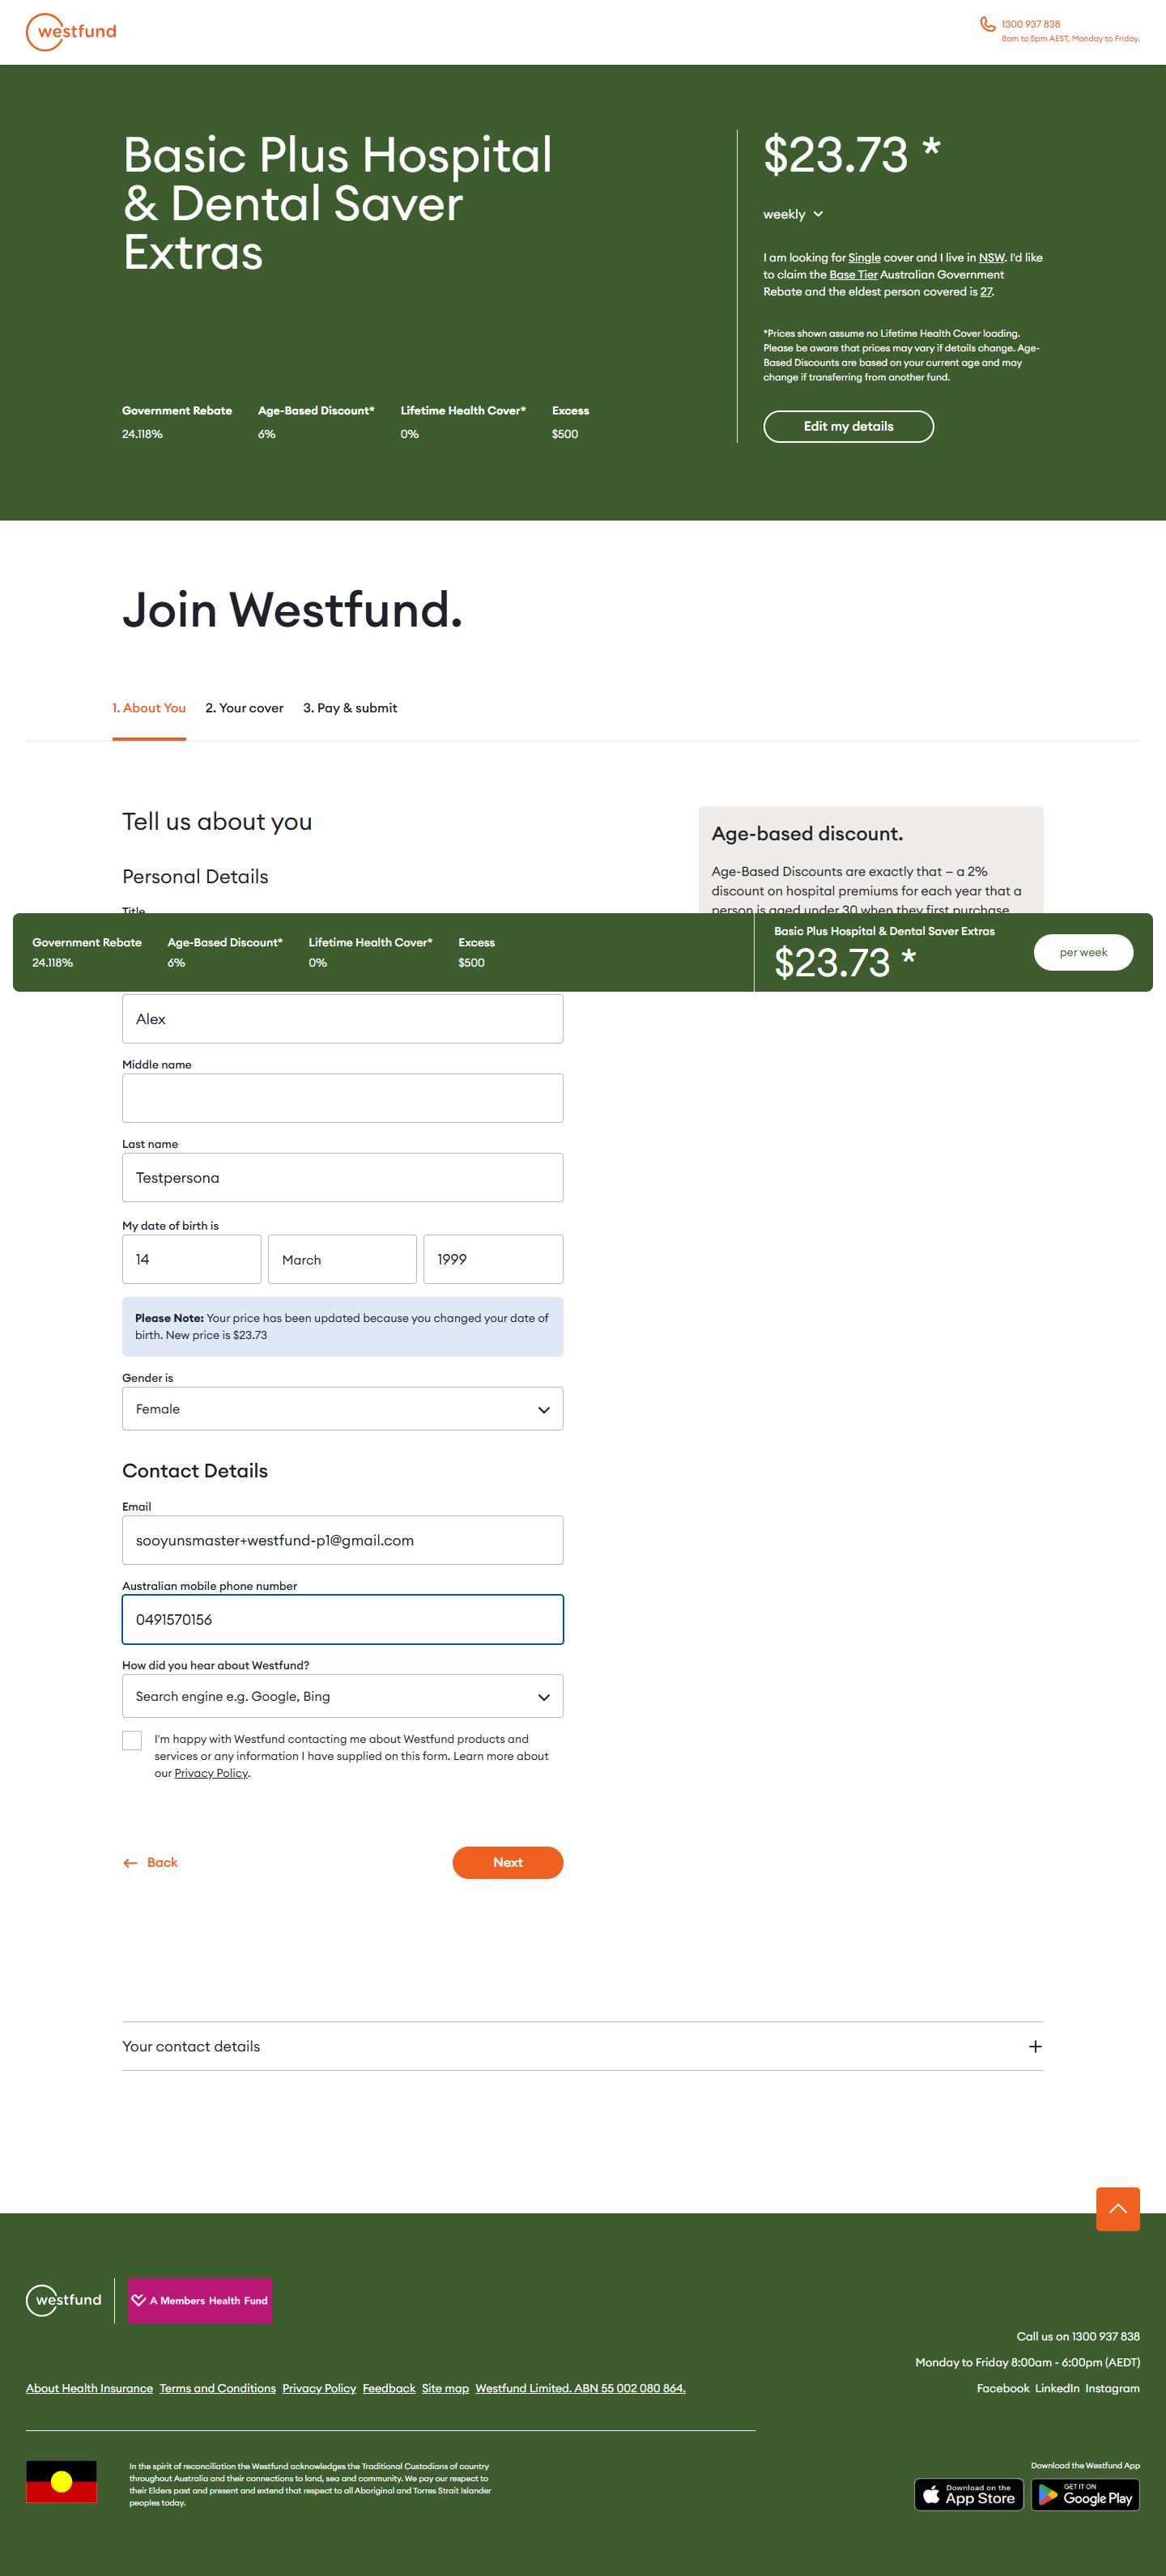 westfund
1300 937 838
8am to 5pm AEST, Monday to Friday.
Basic Plus Hospital
& Dental Saver
Extras
$23.73 *
weekly
I am looking for Single cover and I live in NSW. I'd like
to claim the Base Tier Australian Government
Rebate and the eldest person covered is 27.
*Prices shown assume no Lifetime Health Cover loading.
Please be aware that prices may vary if details change. Age-
Based Discounts are based on your current age and may
change if transferring from another fund.
Government Rebate
Age-Based Discount*
Lifetime Health Cover*
Excess
24.118%
6%
0%
$500
Edit my details
Join Westfund.
1. About You
2. Your cover
3. Pay & submit
Tell us about you
Personal Details
Title
Age-based discount.
Age-Based Discounts are exactly that – a 2%
discount on hospital premiums for each year that a
person is aged under 30 when they first purchase
Government Rebate
Age-Based Discount*
Lifetime Health Cover*
Excess
24.118%
6%
0%
$500
Basic Plus Hospital & Dental Saver Extras
$23.73 *
per week
Alex
Middle name
Last name
Testpersona
My date of birth is
14
March
1999
Please Note: Your price has been updated because you changed your date of
birth. New price is $23.73
Gender is
Female
Contact Details
Email
sooyunsmaster+westfund-p1@gmail.com
Australian mobile phone number
0491570156
How did you hear about Westfund?
Search engine e.g. Google, Bing
I'm happy with Westfund contacting me about Westfund products and
services or any information I have supplied on this form. Learn more about
our Privacy Policy.
Back
Next
Your contact details
westfund
A Members Health Fund
Call us on 1300 937 838
Monday to Friday 8:00am - 6:00pm (AEDT)
About Health Insurance Terms and Conditions Privacy Policy Feedback Site map Westfund Limited. ABN 55 002 080 864.
Facebook LinkedIn Instagram
In the spirit of reconciliation the Westfund acknowledges the Traditional Custodians of country
throughout Australia and their connections to land, sea and community. We pay our respect to
their Elders past and present and extend that respect to all Aboriginal and Torres Strait Islander
peoples today.
Download the Westfund App
Download on the
App Store
GET IT ON
Google Play